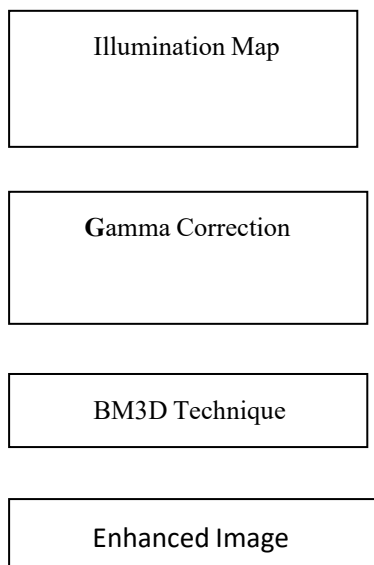 Illumination Map
Gamma Correction
BM3D Technique
Enhanced Image